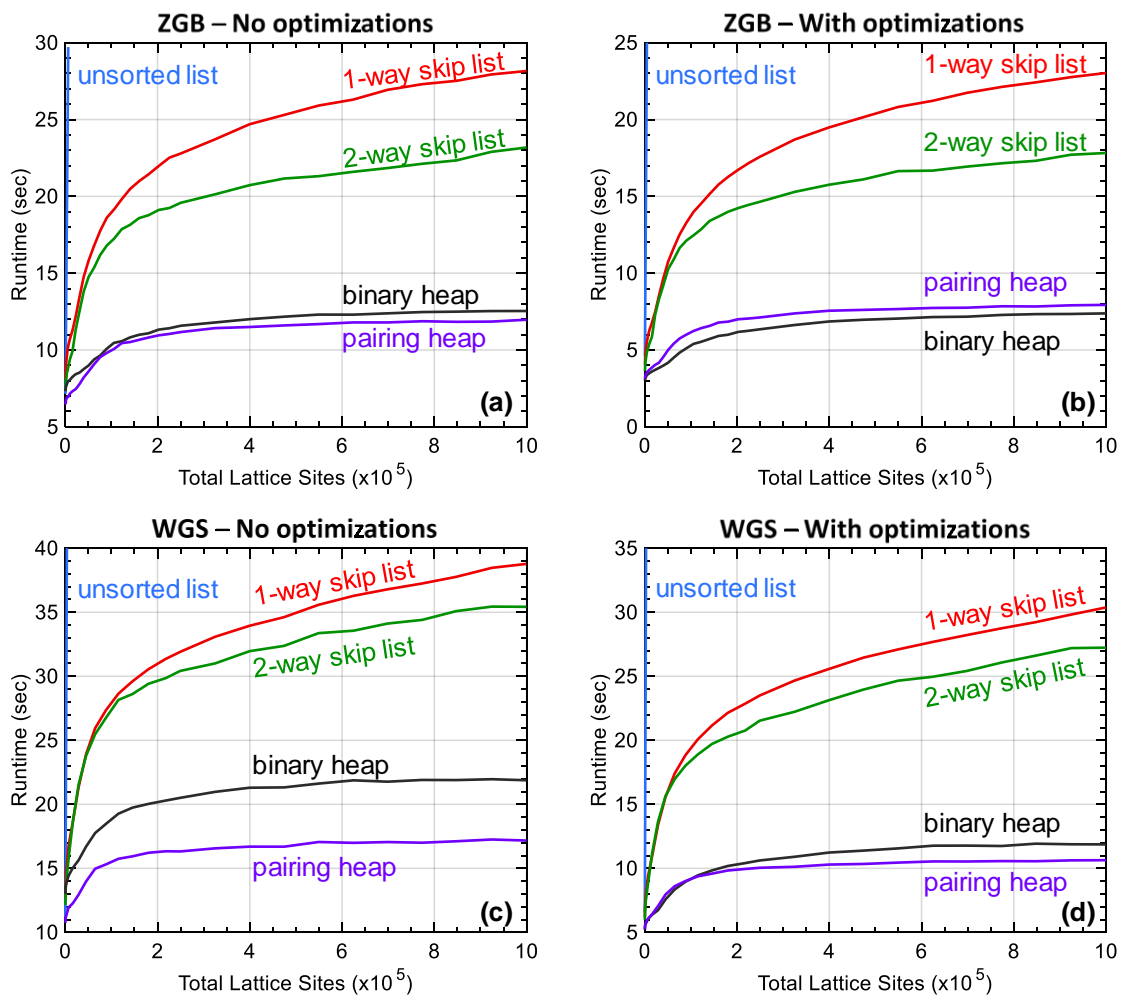 ZGB – No optimizations
30
25
20
15
10
5
Runtime (sec)
unsorted list
1-way skip list
2-way skip list
binary heap
pairing heap
(a)
0 2 4 6 8 10
Total Lattice Sites (x10 5)
ZGB – With optimizations
25
20
15
10
5
0
Runtime (sec)
unsorted list
1-way skip list
2-way skip list
pairing heap
binary heap
(b)
0 2 4 6 8 10
Total Lattice Sites (x10 5)
WGS – No optimizations
40
35
30
25
20
15
10
Runtime (sec)
unsorted list
1-way skip list
2-way skip list
binary heap
pairing heap
(c)
0 2 4 6 8 10
Total Lattice Sites (x10 5)
WGS – With optimizations
35
30
25
20
15
10
5
Runtime (sec)
unsorted list
1-way skip list
2-way skip list
binary heap
pairing heap
(d)
0 2 4 6 8 10
Total Lattice Sites (x10 5)